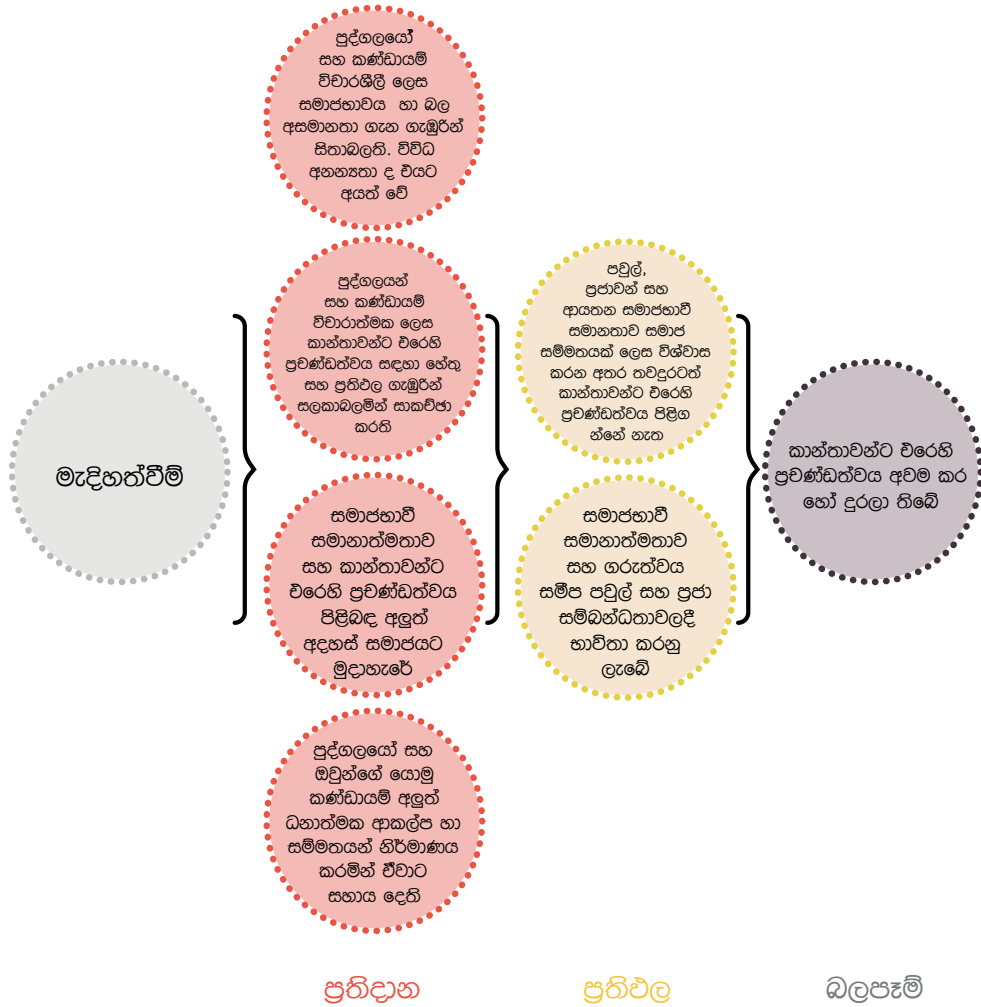 මැදිහත්වීම්
පුද්ගලයෝ
සහ කණ්ඩායම්
විචාරශීලී ලෙස
සමාජභාවය හා බල
අසමානතා ගැන ගැඹුරින්
සිතාබලති. විවිධ
අනන්‍යතා ද එයට
අයත් වේ
පුද්ගලයන්
සහ කණ්ඩායම්
විචාරාත්මක ලෙස
කාන්තාවන්ට එරෙහි
ප්‍රචණ්ඩත්වය සඳහා හේතු
සහ ප්‍රතිඵල ගැඹුරින්
සලකාබලමින් සාකච්ඡා
කරති
සමාජභාවී
සමානාත්මතාව
සහ කාන්තාවන්ට
එරෙහි ප්‍රචණ්ඩත්වය
පිළිබඳ අලුත්
අදහස් සමාජයට
මුදාහැරේ
පුද්ගලයෝ සහ
ඔවුන්ගේ යොමු
කණ්ඩායම් අලුත්
ධනාත්මක ආකල්ප හා
සම්මතයන් නිර්මාණය
කරමින් ඒවාට
සහාය දෙති
පවුල්,
ප්‍රජාවන් සහ
ආයතන සමාජභාවී
සමානතාව සමාජ
සම්මතයක් ලෙස විශ්වාස
කරන අතර තවදුරටත්
කාන්තාවන්ට එරෙහි
ප්‍රචණ්ඩත්වය පිළිග
න්නේ නැත
සමාජභාවී
සමානාත්මතාව
සහ ගරුත්වය
සමීප පවුල් සහ ප්‍රජා
සම්බන්ධතාවලදී
භාවිතා කරනු
ලැබේ
කාන්තාවන්ට එරෙහි
ප්‍රචණ්ඩත්වය අවම කර
හෝ දුරලා තිබේ
ප්‍රතිදාන
ප්‍රතිඵල
බලපෑම්